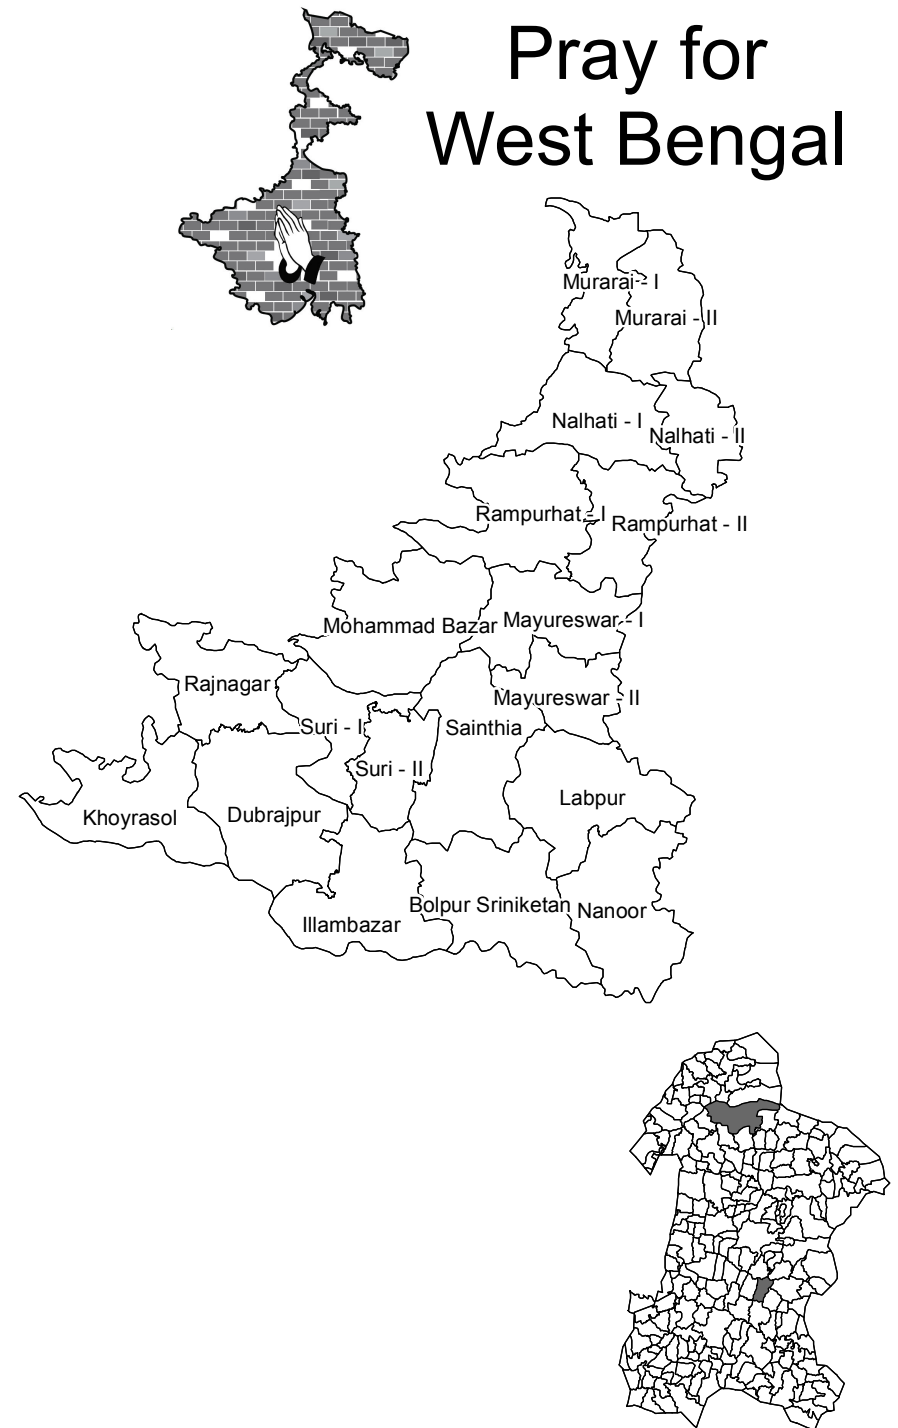 Pray for
West Bengal
Murarai - I
Murarai - II
Nalhati - I
Nalhati - II
Rampurhat - I
Rampurhat - II
Mohammad Bazar
Mayureswar - I
Rajnagar
Mayureswar - II
Suri - I
Sainthia
Suri - II
Labpur
Khoyrasol
Dubrajpur
Bolpur Sriniketan
Nanoor
Illambazar